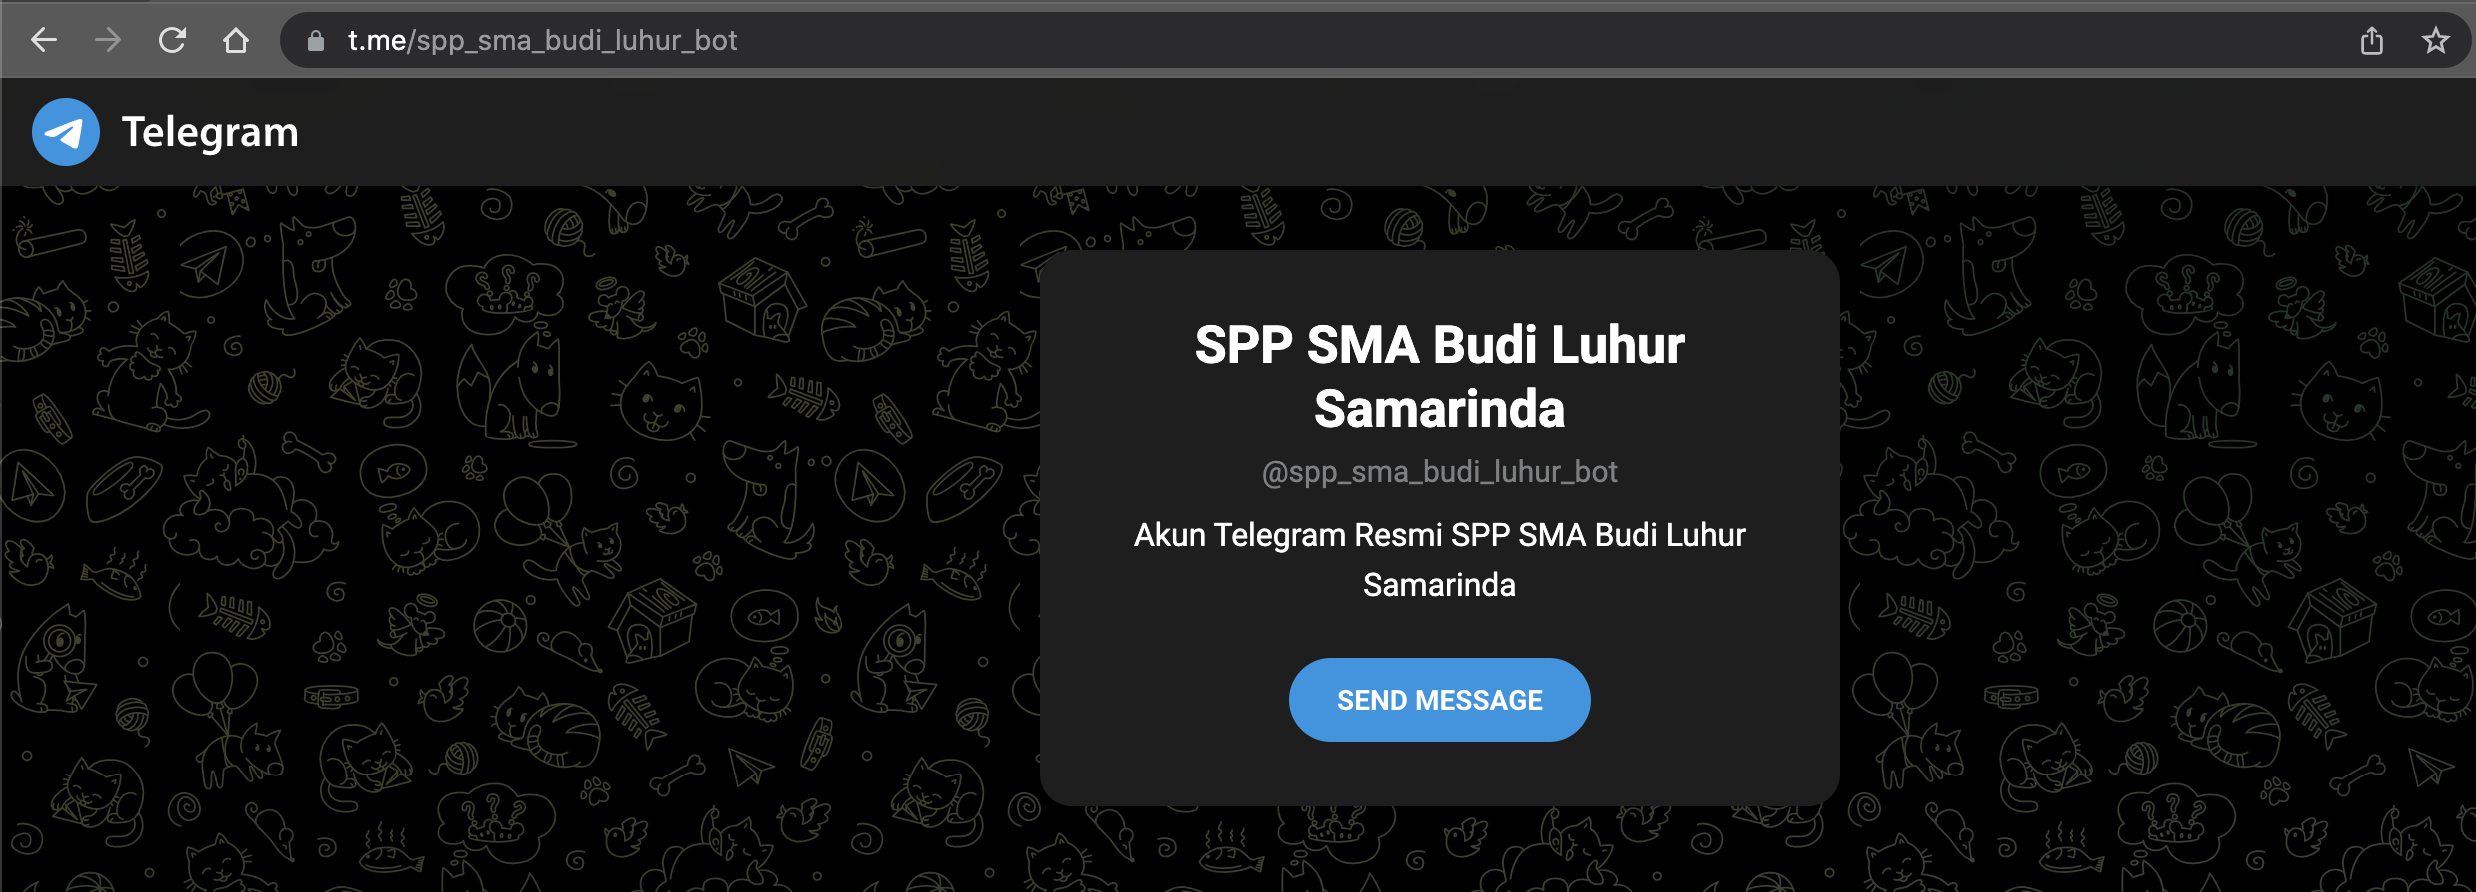 t.me/spp_sma_budi_luhur_bot
Telegram
SPP SMA Budi Luhur
Samarinda
@spp_sma_budi_luhur_bot
Akun Telegram Resmi SPP SMA Budi Luhur
Samarinda
SEND MESSAGE